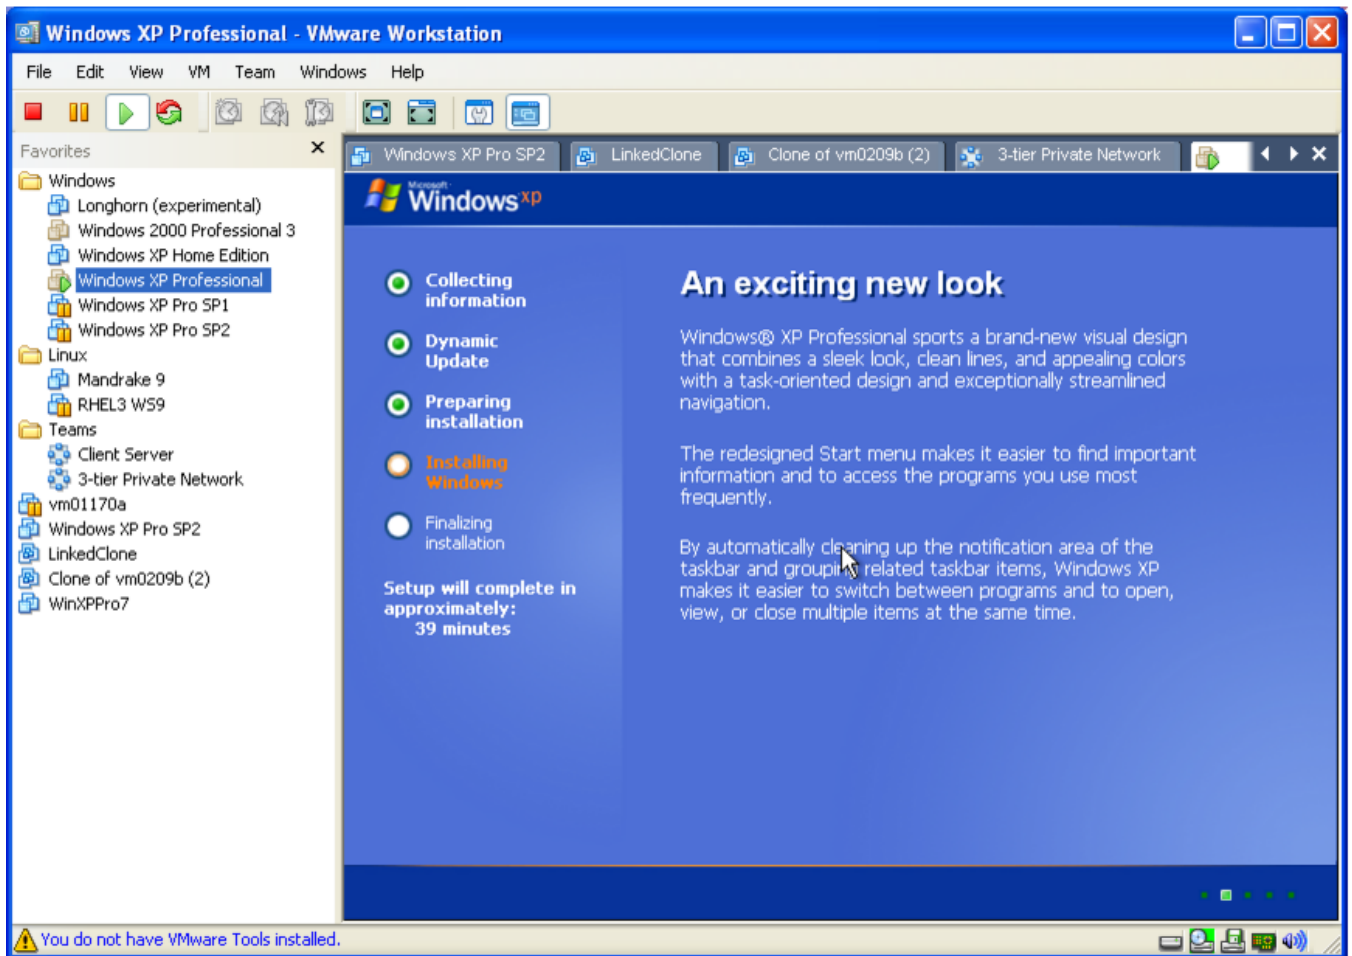 Windows XP Professional - VMware Workstation
File Edit View VM Team Windows Help
Favorites
Windows
Longhorn (experimental)
Windows 2000 Professional 3
Windows XP Home Edition
Windows XP Professional
Windows XP Pro SP1
Windows XP Pro SP2
Linux
Mandrake 9
RHEL3 WS9
Teams
Client Server
3-tier Private Network
vm01170a
Windows XP Pro SP2
LinkedClone
Clone of vm0209b (2)
WinXPPro7
Windows XP Pro SP2 LinkedClone Clone of vm0209b (2) 3-tier Private Network
Microsoft
Windows xp
Collecting
information
Dynamic
Update
Preparing
installation
Installing
Windows
Finalizing
installation
Setup will complete in
approximately:
39 minutes
An exciting new look
Windows® XP Professional sports a brand-new visual design
that combines a sleek look, clean lines, and appealing colors
with a task-oriented design and exceptionally streamlined
navigation.
The redesigned Start menu makes it easier to find important
information and to access the programs you use most
frequently.
By automatically cleaning up the notification area of the
taskbar and grouping related taskbar items, Windows XP
makes it easier to switch between programs and to open,
view, or close multiple items at the same time.
You do not have VMware Tools installed.